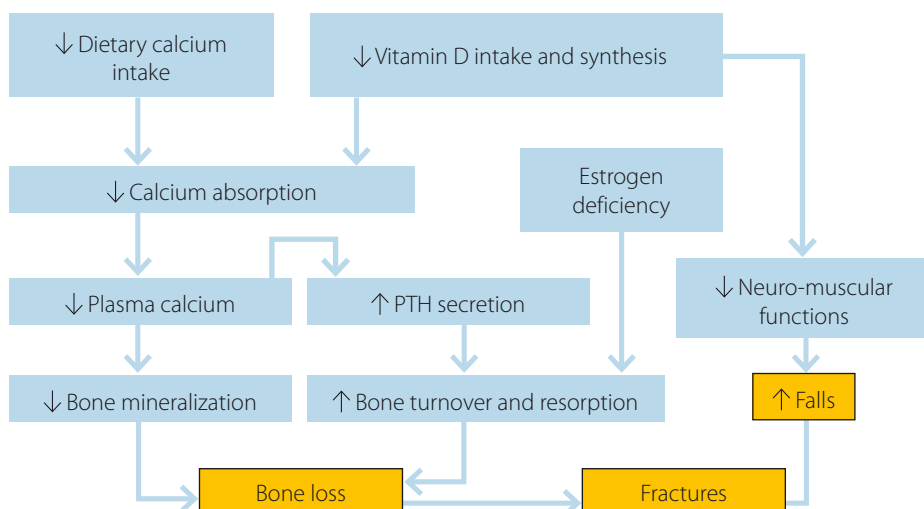 ↓ Dietary calcium
intake
↓ Vitamin D intake and synthesis
↓ Calcium absorption
Estrogen
deficiency
↓ Plasma calcium
↑ PTH secretion
↓ Neuro-muscular
functions
↓ Bone mineralization
↑ Bone turnover and resorption
↑ Falls
Bone loss
Fractures